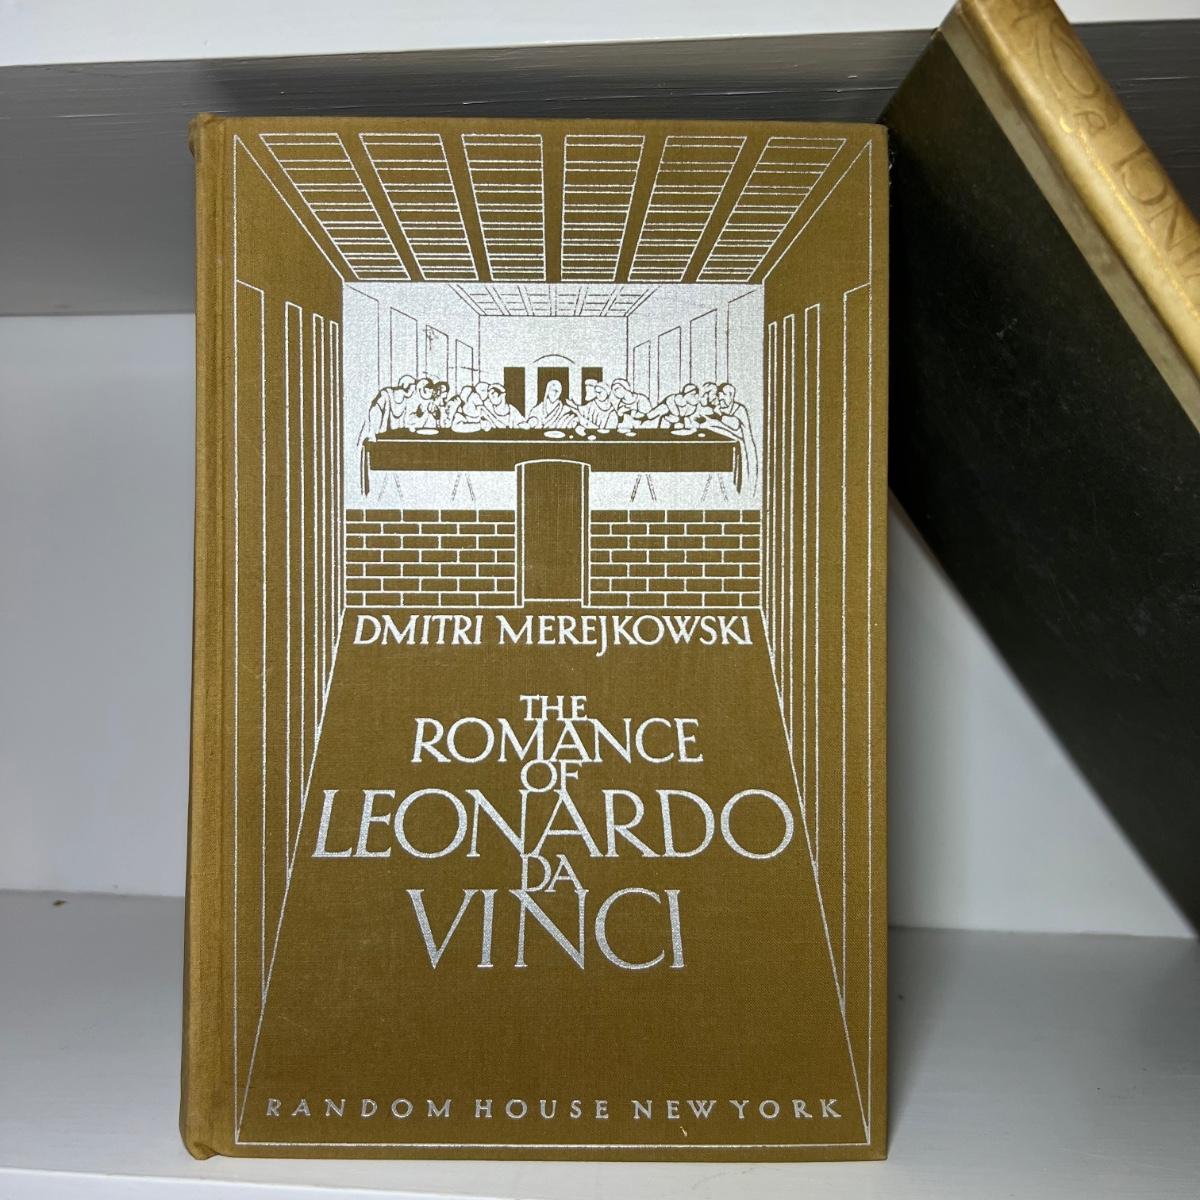 DMITRI MEREJKOWSKI
THE
ROMANCE
OF
LEONARDO
DA
VINCI
RANDOM HOUSE NEW YORK